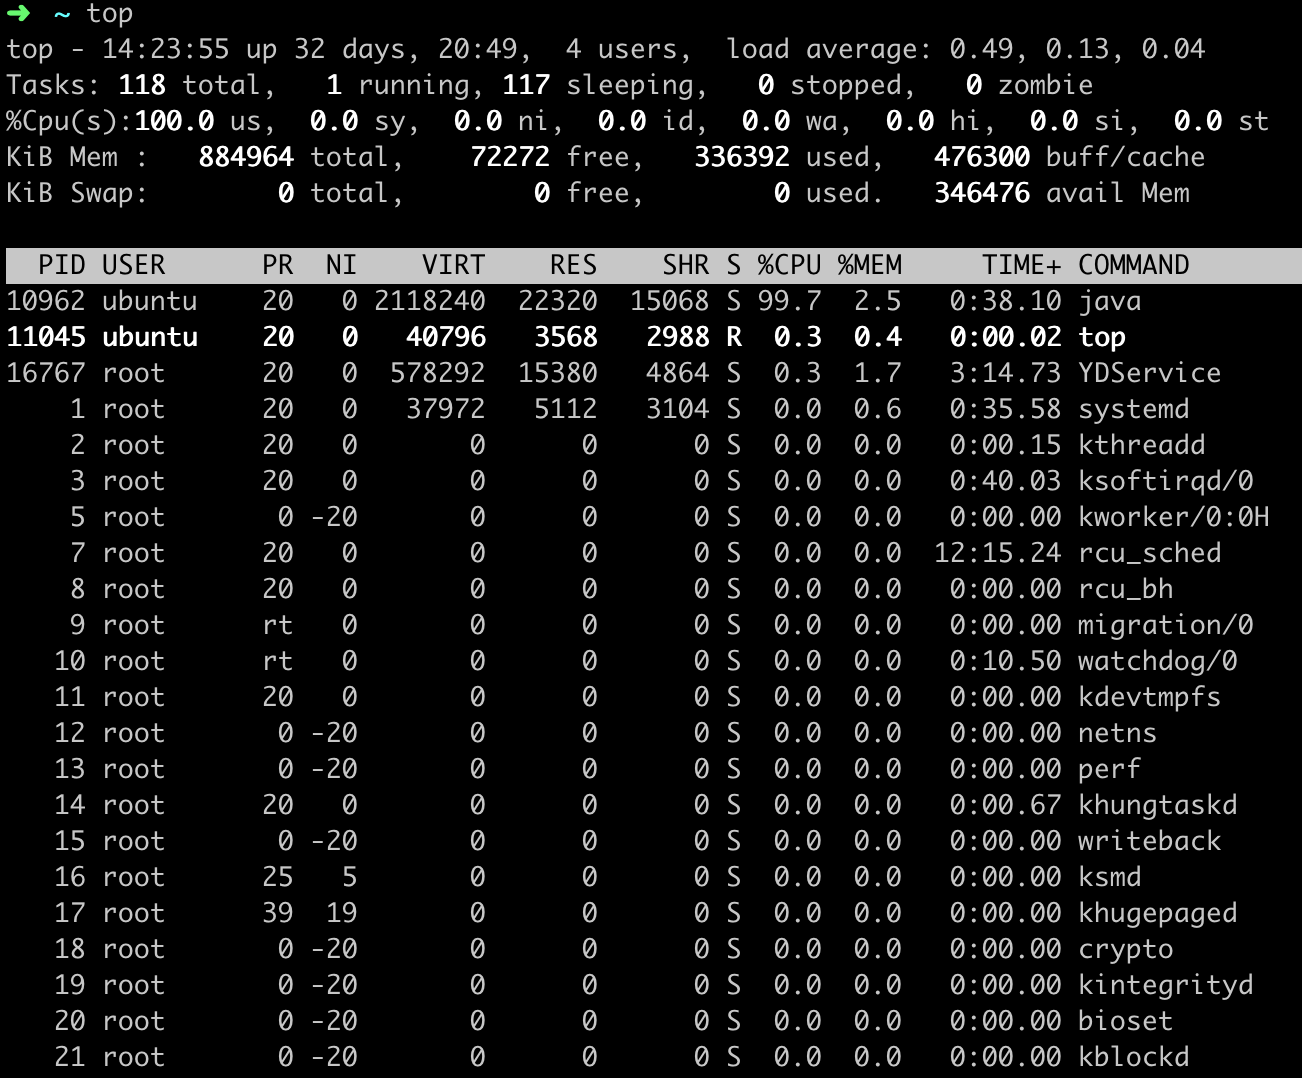 ➜ ~ top
top - 14:23:55 up 32 days, 20:49,  4 users,  load average: 0.49, 0.13, 0.04
Tasks: 118 total,   1 running, 117 sleeping,   0 stopped,   0 zombie
%Cpu(s):100.0 us,  0.0 sy,  0.0 ni,  0.0 id,  0.0 wa,  0.0 hi,  0.0 si,  0.0 st
KiB Mem :   884964 total,    72272 free,   336392 used,   476300 buff/cache
KiB Swap:        0 total,        0 free,        0 used.   346476 avail Mem
  PID USER      PR  NI    VIRT    RES    SHR S %CPU %MEM     TIME+ COMMAND
10962 ubuntu    20   0 2118240  22320  15068 S 99.7  2.5   0:38.10 java
11045 ubuntu    20   0   40796   3568   2988 R  0.3  0.4   0:00.02 top
16767 root      20   0  578292  15380   4864 S  0.3  1.7   3:14.73 YDService
    1 root      20   0   37972   5112   3104 S  0.0  0.6   0:35.58 systemd
    2 root      20   0       0      0      0 S  0.0  0.0   0:00.15 kthreadd
    3 root      20   0       0      0      0 S  0.0  0.0   0:40.03 ksoftirqd/0
    5 root       0 -20       0      0      0 S  0.0  0.0   0:00.00 kworker/0:0H
    7 root      20   0       0      0      0 S  0.0  0.0  12:15.24 rcu_sched
    8 root      20   0       0      0      0 S  0.0  0.0   0:00.00 rcu_bh
    9 root      rt   0       0      0      0 S  0.0  0.0   0:00.00 migration/0
   10 root      rt   0       0      0      0 S  0.0  0.0   0:10.50 watchdog/0
   11 root      20   0       0      0      0 S  0.0  0.0   0:00.00 kdevtmpfs
   12 root       0 -20       0      0      0 S  0.0  0.0   0:00.00 netns
   13 root       0 -20       0      0      0 S  0.0  0.0   0:00.00 perf
   14 root      20   0       0      0      0 S  0.0  0.0   0:00.67 khungtaskd
   15 root       0 -20       0      0      0 S  0.0  0.0   0:00.00 writeback
   16 root      25   5       0      0      0 S  0.0  0.0   0:00.00 ksmd
   17 root      39  19       0      0      0 S  0.0  0.0   0:00.00 khugepaged
   18 root       0 -20       0      0      0 S  0.0  0.0   0:00.00 crypto
   19 root       0 -20       0      0      0 S  0.0  0.0   0:00.00 kintegrityd
   20 root       0 -20       0      0      0 S  0.0  0.0   0:00.00 bioset
   21 root       0 -20       0      0      0 S  0.0  0.0   0:00.00 kblockd